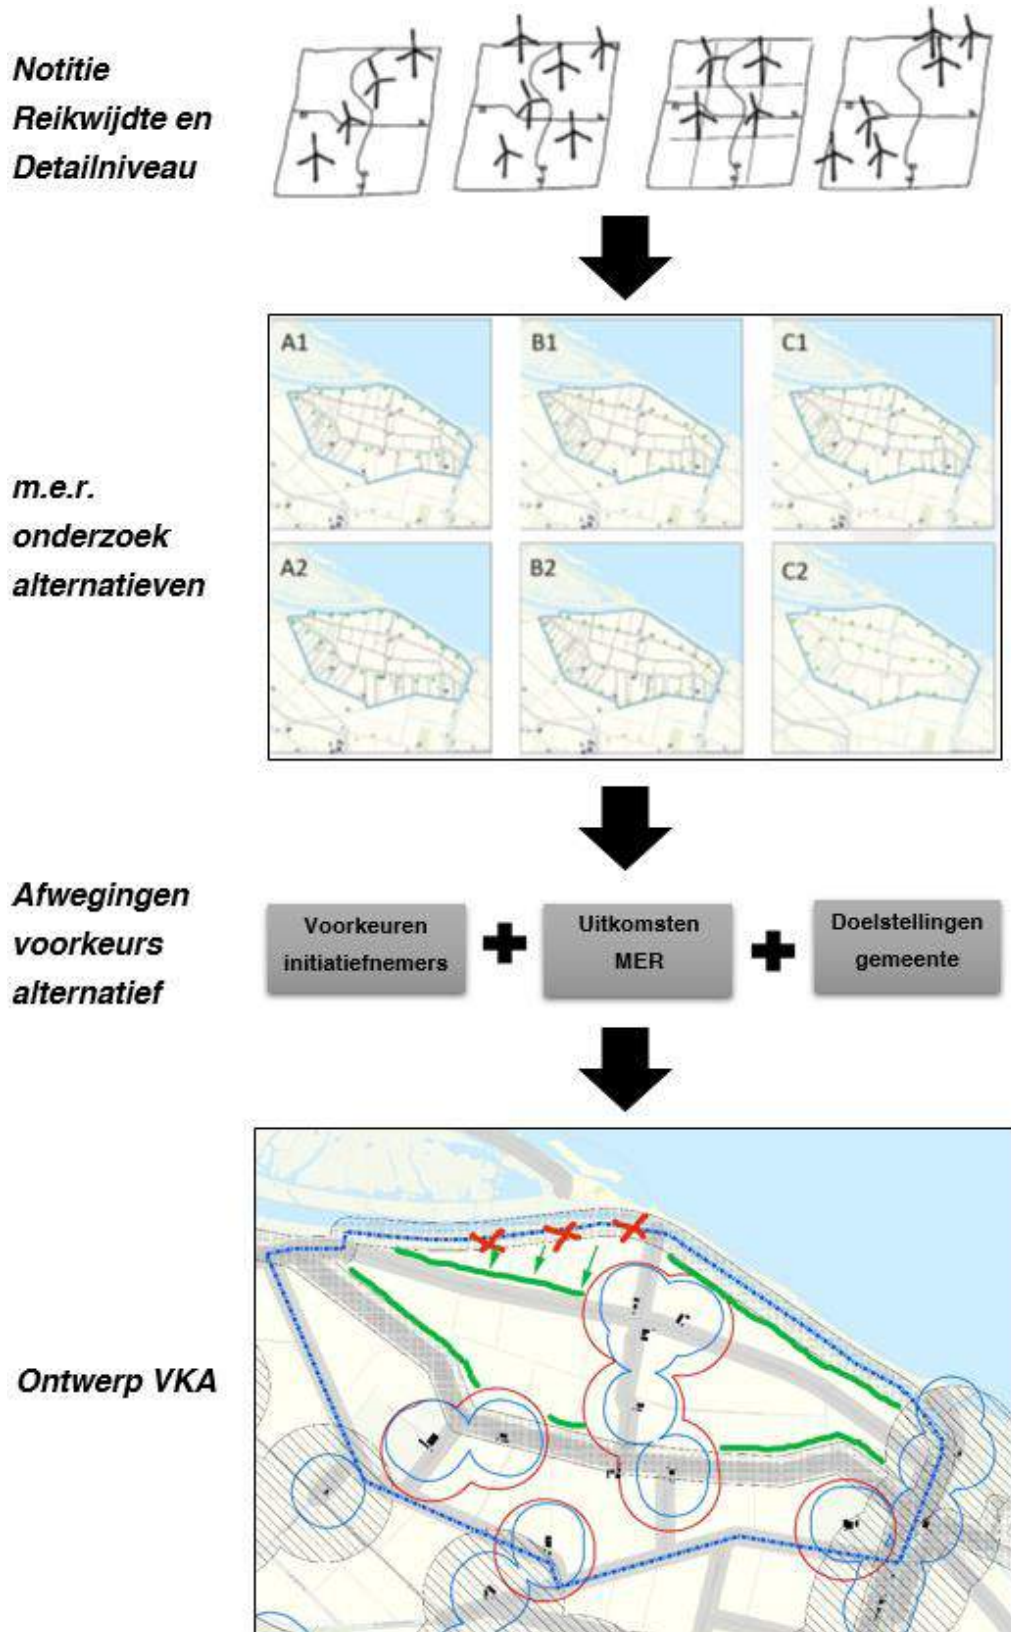 Notitie
Reikwijdte en
Detailniveau
A1
B1
C1
m.e.r.
onderzoek
alternatieven
A2
B2
C2
Afwegingen
voorkeurs
alternatief
Voorkeuren
initiatiefnemers
Uitkomsten
MER
Doelstellingen
gemeente
Ontwerp VKA